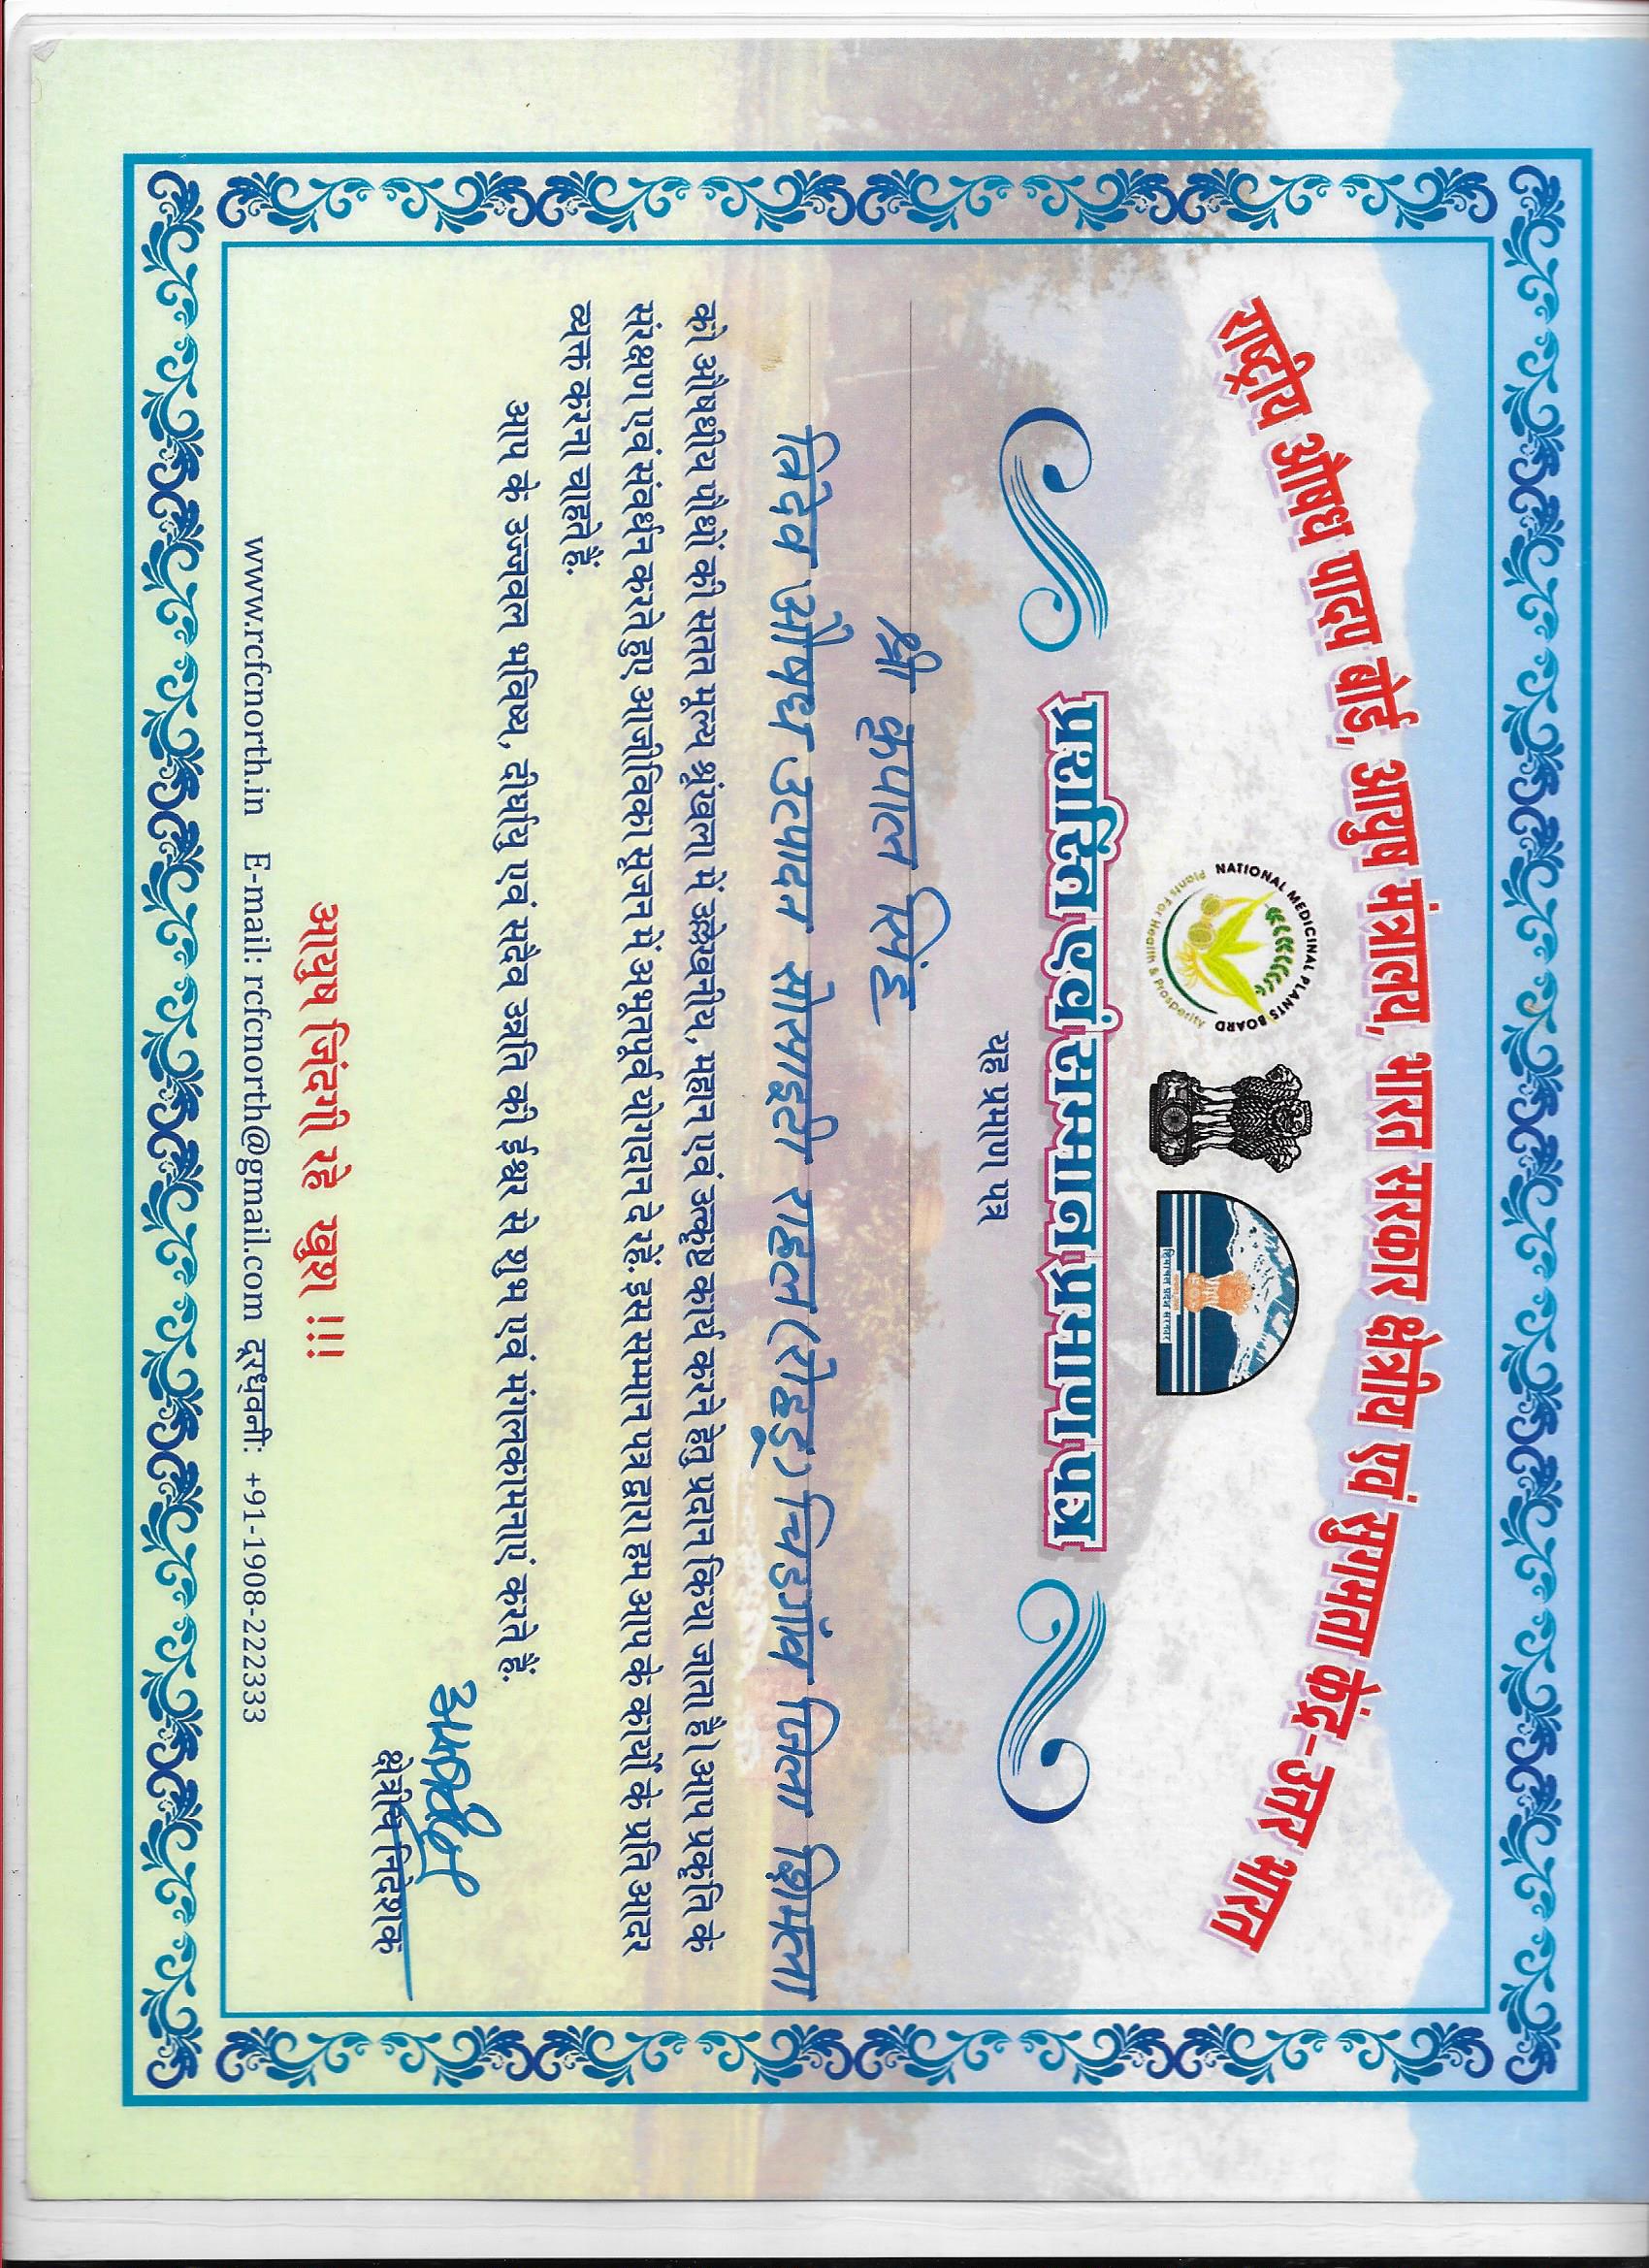 राष्ट्रीय औषध पादप बोर्ड, आयुष मंत्रालय, भारत सरकार क्षेत्रीय एवं सुगमता केंद्र-उत्तर भारत
NATIONAL MEDICINAL PLANTS BOARD
Plants For Health & Prosperity
हिमाचल प्रदेश सरकार
प्रशस्ति एवं सम्मान प्रमाण पत्र
यह प्रमाण पत्र
श्री कृपाल सिंह
त्रिदेव औषध उत्पादन सोसाइटी राहल (रोहडू) चिडगॉव जिला शिमला
को औषधीय पौधों की सतत मूल्य श्रृंखला में उल्लेखनीय, महान एवं उत्कृष्ट कार्य करने हेतु प्रदान किया जाता है। आप प्रकृति के
संरक्षण एवं संवर्धन करते हुए आजीविका सृजन में अभूतपूर्व योगदान दे रहें. इस सम्मान पत्र द्वारा हम आप के कार्यों के प्रति आदर
व्यक्त करना चाहते हैं.
आप के उज्जवल भविष्य, दीर्घायु एवं सदैव उन्नति की ईश्वर से शुभ एवं मंगलकामनाएं करते हैं.
क्षेत्रीय निदेशक
आयुष जिंदगी रहे खुश !!!
www.rcfcnorth.in E-mail: rcfcnorth@gmail.com दूरध्वनी: +91-1908-222333